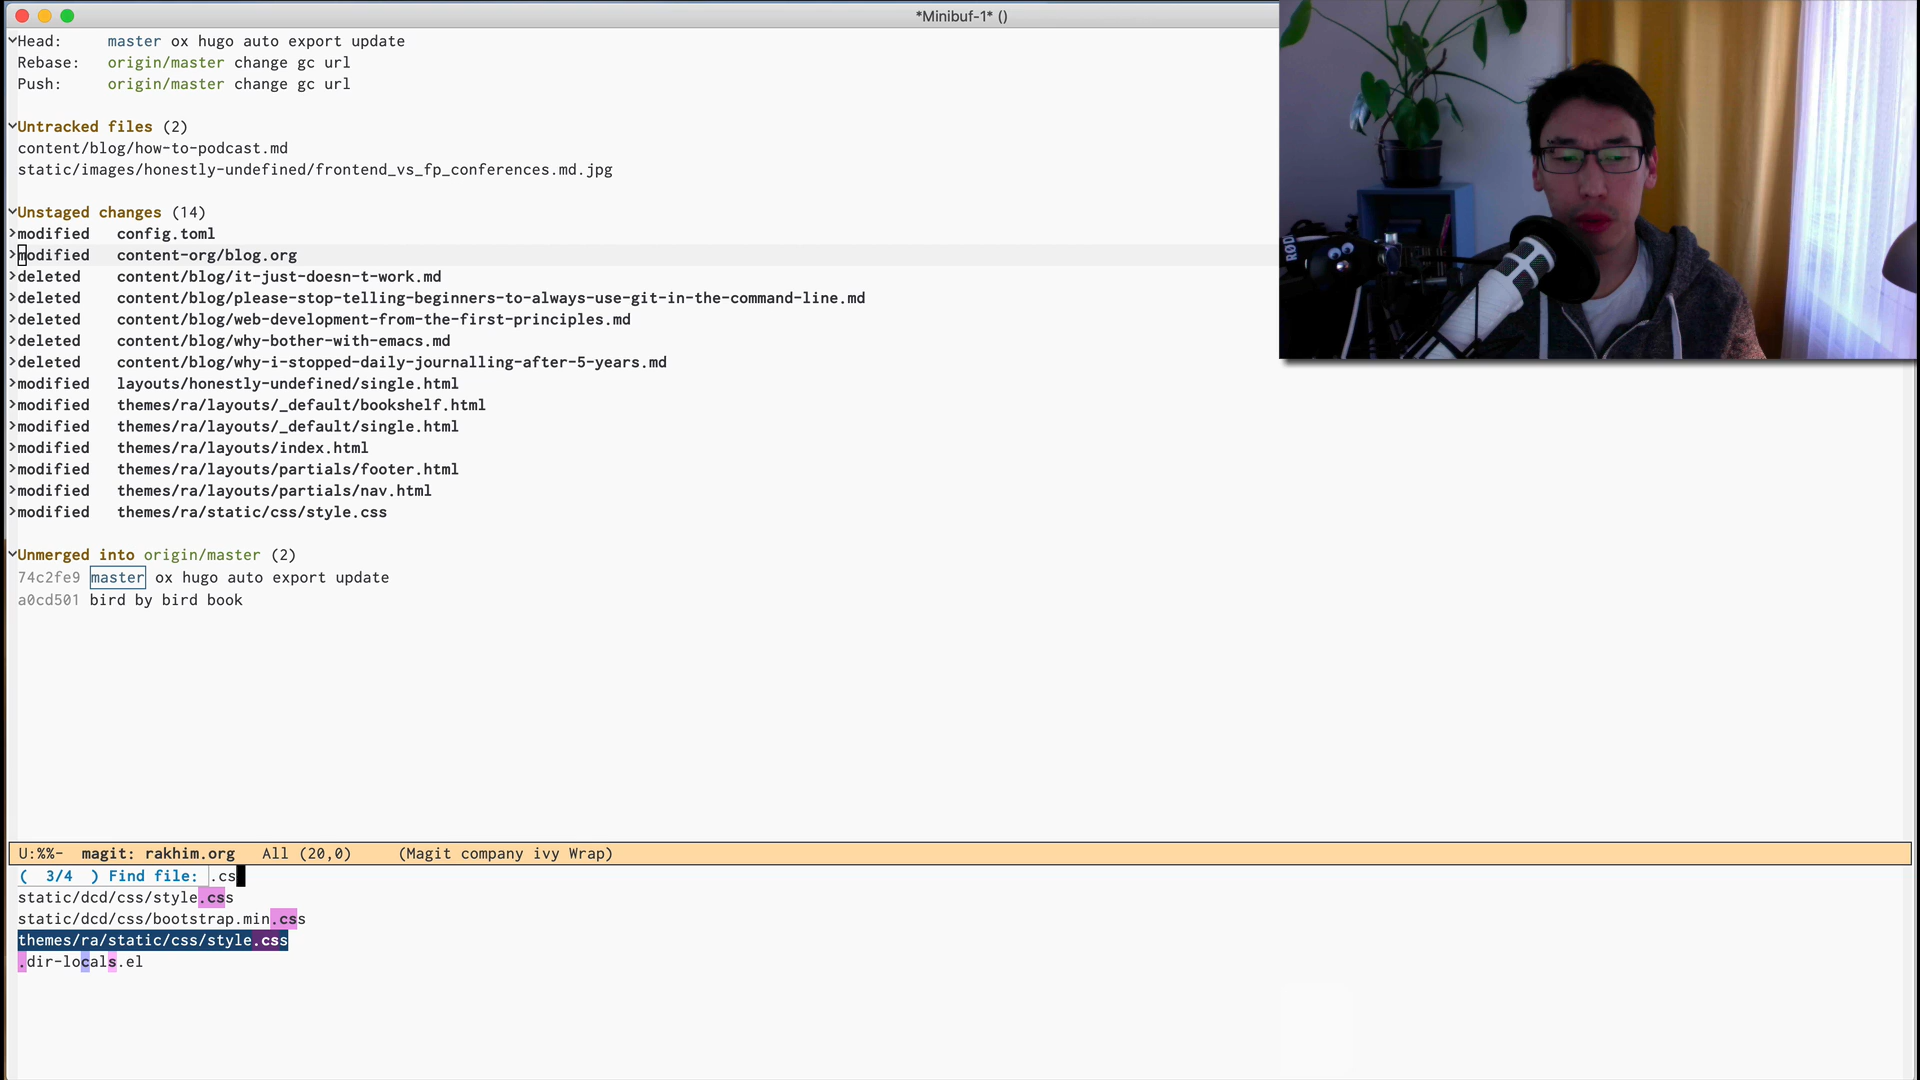 *Minibuf-1* ()
Head:     master ox hugo auto export update
Rebase:   origin/master change gc url
Push:     origin/master change gc url
Untracked files (2)
content/blog/how-to-podcast.md
static/images/honestly-undefined/frontend_vs_fp_conferences.md.jpg
Unstaged changes (14)
modified   config.toml
modified   content-org/blog.org
deleted    content/blog/it-just-doesn-t-work.md
deleted    content/blog/please-stop-telling-beginners-to-always-use-git-in-the-command-line.md
deleted    content/blog/web-development-from-the-first-principles.md
deleted    content/blog/why-bother-with-emacs.md
deleted    content/blog/why-i-stopped-daily-journalling-after-5-years.md
modified   layouts/honestly-undefined/single.html
modified   themes/ra/layouts/_default/bookshelf.html
modified   themes/ra/layouts/_default/single.html
modified   themes/ra/layouts/index.html
modified   themes/ra/layouts/partials/footer.html
modified   themes/ra/layouts/partials/nav.html
modified   themes/ra/static/css/style.css
Unmerged into origin/master (2)
74c2fe9 master ox hugo auto export update
a0cd501 bird by bird book
U:%%-  magit: rakhim.org   All (20,0)     (Magit company ivy Wrap)
(  3/4  ) Find file: .cs
static/dcd/css/style.css
static/dcd/css/bootstrap.min.css
themes/ra/static/css/style.css
.dir-locals.el
RØDE